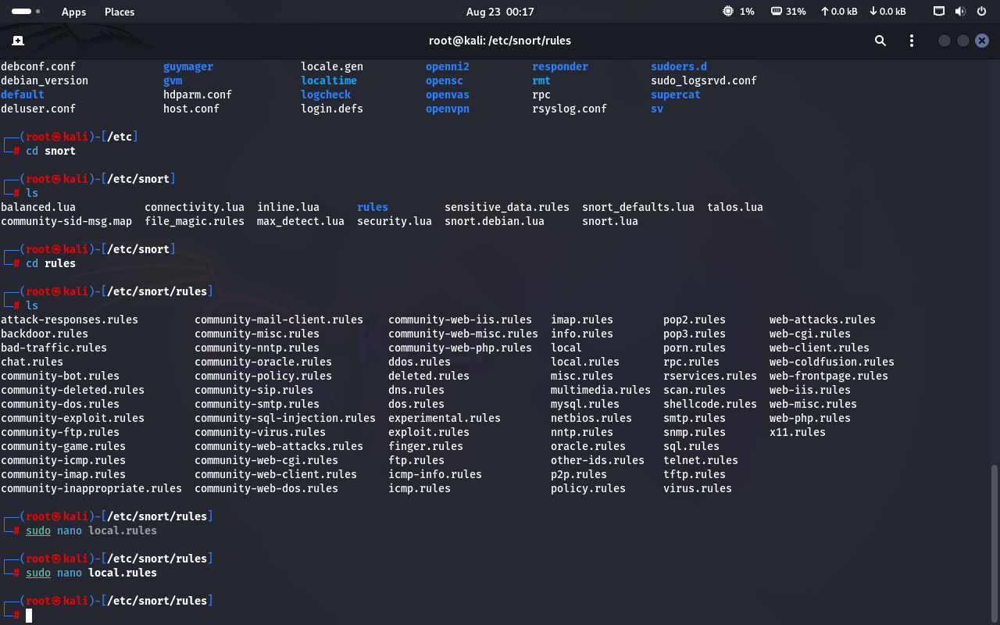 Apps Places Aug 23 00:17 1% 31% 0.0 kB 0.0 kB
root@kali: /etc/snort/rules
debconf.conf guymager locale.gen openni2 responder sudoers.d
debian_version gvm localtime opensc rmt sudo_logsrvd.conf
default hdparm.conf logcheck openvas rpc supercat
deluser.conf host.conf login.defs openvpn rsyslog.conf sv
┌──(root㉿kali)-[/etc]
└─# cd snort
┌──(root㉿kali)-[/etc/snort]
└─# ls
balanced.lua connectivity.lua inline.lua rules sensitive_data.rules snort_defaults.lua talos.lua
community-sid-msg.map file_magic.rules max_detect.lua security.lua snort.debian.lua snort.lua
┌──(root㉿kali)-[/etc/snort]
└─# cd rules
┌──(root㉿kali)-[/etc/snort/rules]
└─# ls
attack-responses.rules community-mail-client.rules community-web-iis.rules imap.rules pop2.rules web-attacks.rules
backdoor.rules community-misc.rules community-web-misc.rules info.rules pop3.rules web-cgi.rules
bad-traffic.rules community-nntp.rules community-web-php.rules local porn.rules web-client.rules
chat.rules community-oracle.rules ddos.rules local.rules rpc.rules web-coldfusion.rules
community-bot.rules community-policy.rules deleted.rules misc.rules rservices.rules web-frontpage.rules
community-deleted.rules community-sip.rules dns.rules multimedia.rules scan.rules web-iis.rules
community-dos.rules community-smtp.rules dos.rules mysql.rules shellcode.rules web-misc.rules
community-exploit.rules community-sql-injection.rules experimental.rules netbios.rules smtp.rules web-php.rules
community-ftp.rules community-virus.rules exploit.rules nntp.rules snmp.rules x11.rules
community-game.rules community-web-attacks.rules finger.rules oracle.rules sql.rules
community-icmp.rules community-web-cgi.rules ftp.rules other-ids.rules telnet.rules
community-imap.rules community-web-client.rules icmp-info.rules p2p.rules tftp.rules
community-inappropriate.rules community-web-dos.rules icmp.rules policy.rules virus.rules
┌──(root㉿kali)-[/etc/snort/rules]
└─# sudo nano local.rules
┌──(root㉿kali)-[/etc/snort/rules]
└─# sudo nano local.rules
┌──(root㉿kali)-[/etc/snort/rules]
└─#